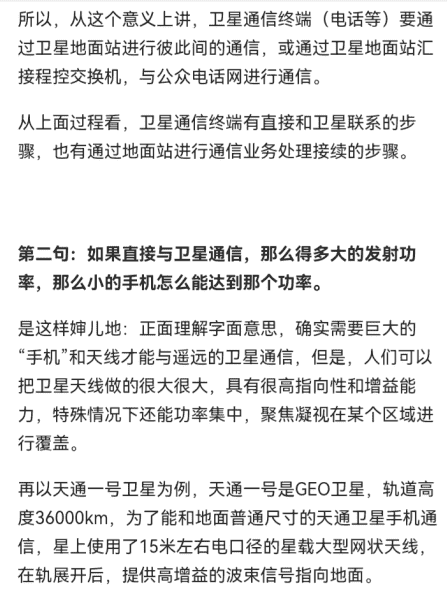 所以，从这个意义上讲，卫星通信终端（电话等）要通
过卫星地面站进行彼此间的通信，或通过卫星地面站汇
接程控交换机，与公众电话网进行通信。
从上面过程看，卫星通信终端有直接和卫星联系的步
骤，也有通过地面站进行通信业务处理接续的步骤。
第二句：如果直接与卫星通信，那么得多大的发射功
率，那么小的手机怎么能达到那个功率。
是这样婶儿地：正面理解字面意思，确实需要巨大的
“手机”和天线才能与遥远的卫星通信，但是，人们可以
把卫星天线做的很大很大，具有很高指向性和增益能
力，特殊情况下还能功率集中，聚焦凝视在某个区域进
行覆盖。
再以天通一号卫星为例，天通一号是GEO卫星，轨道高
度36000km，为了能和地面普通尺寸的天通卫星手机通
信，星上使用了15米左右电口径的星载大型网状天线，
在轨展开后，提供高增益的波束信号指向地面。